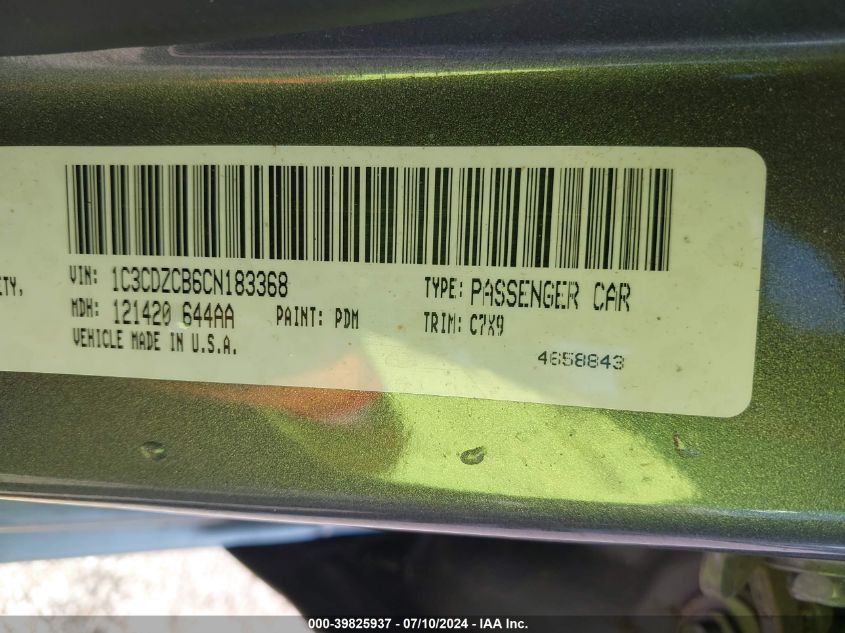 ETY,
VIN: 1C3CDZCB6CN183368
TYPE: PASSENGER CAR
MDH: 121420 644AA
PAINT: PDM
TRIM: C7X9
VEHICLE MADE IN U.S.A.
4658843
000-39825937 - 07/10/2024 - IAA Inc.